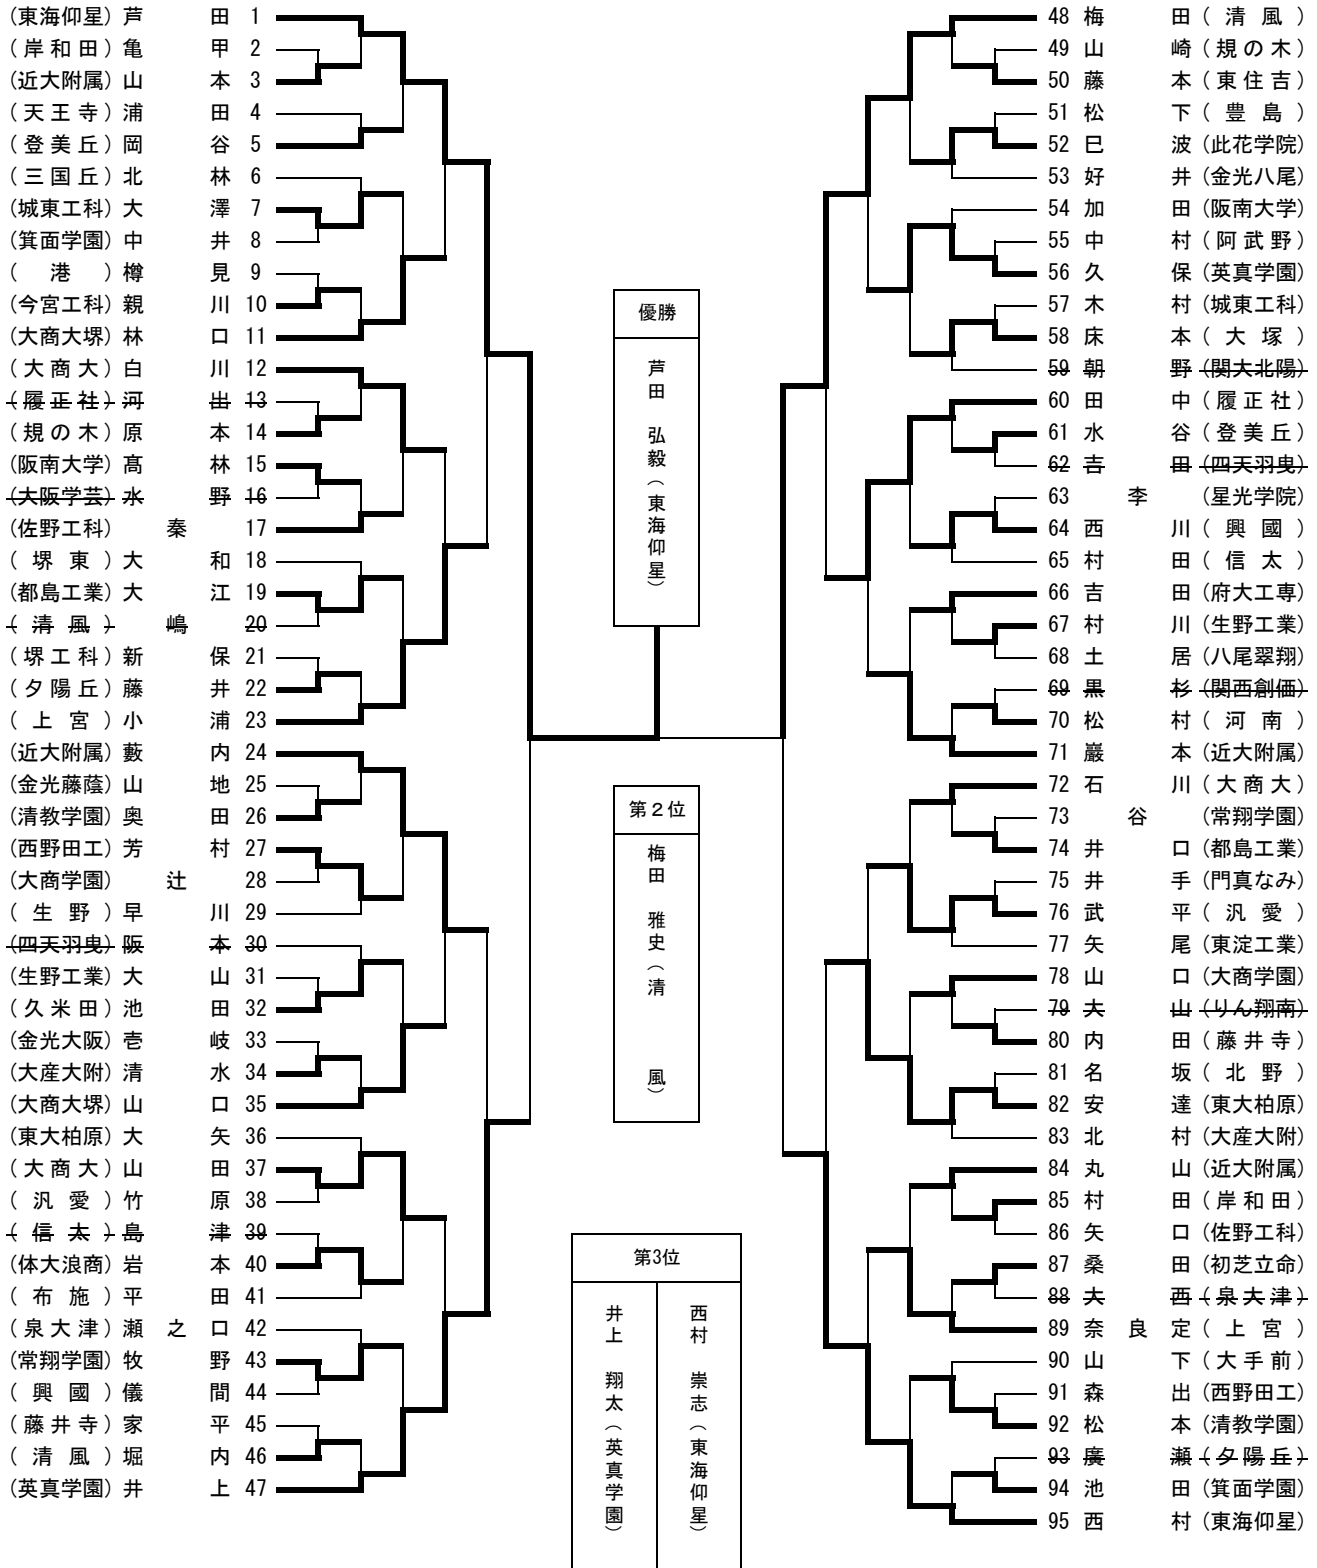 (東海仰星) 芦 田 1
(岸和田) 亀 甲 2
(近大附属) 山 本 3
(天王寺) 浦 田 4
(登美丘) 岡 谷 5
(三国丘) 北 林 6
(城東工科) 大 澤 7
(箕面学園) 中 井 8
(港) 樽 見 9
(今宮工科) 親 川 10
(大商大堺) 林 口 11
(大商大) 白 川 12
(履正社) 河 出 13
(規の木) 原 本 14
(阪南大学) 髙 林 15
(大阪学芸) 水 野 16
(佐野工科) 秦 17
(堺東) 大 和 18
(都島工業) 大 江 19
(清風) 嶋 20
(堺工科) 新 保 21
(夕陽丘) 藤 井 22
(上宮) 小 浦 23
(近大附属) 藪 内 24
(金光藤蔭) 山 地 25
(清教学園) 奥 田 26
(西野田工) 芳 村 27
(大商学園) 辻 28
(生野) 早 川 29
(四天羽曳) 阪 本 30
(生野工業) 大 山 31
(久米田) 池 田 32
(金光大阪) 壱 岐 33
(大産大附) 清 水 34
(大商大堺) 山 口 35
(東大柏原) 大 矢 36
(大商大) 山 田 37
(汎愛) 竹 原 38
(信太) 島 津 39
(体大浪商) 岩 本 40
(布施) 平 田 41
(泉大津) 瀬 之 口 42
(常翔学園) 牧 野 43
(興國) 儀 間 44
(藤井寺) 家 平 45
(清風) 堀 内 46
(英真学園) 井 上 47
優勝
芦田 弘毅(東海仰星)
第2位
梅田 雅史(清 風)
第3位
井上 翔太(英真学園)
西村 崇志(東海仰星)
48 梅 田 (清風)
49 山 崎 (規の木)
50 藤 本 (東住吉)
51 松 下 (豊島)
52 巳 波 (此花学院)
53 好 井 (金光八尾)
54 加 田 (阪南大学)
55 中 村 (阿武野)
56 久 保 (英真学園)
57 木 村 (城東工科)
58 床 本 (大塚)
59 朝 野 (関大北陽)
60 田 中 (履正社)
61 水 谷 (登美丘)
62 吉 田 (四天羽曳)
63 李 (星光学院)
64 西 川 (興國)
65 村 田 (信太)
66 吉 田 (府大工専)
67 村 川 (生野工業)
68 土 居 (八尾翠翔)
69 黒 杉 (関西創価)
70 松 村 (河南)
71 巌 本 (近大附属)
72 石 川 (大商大)
73 谷 (常翔学園)
74 井 口 (都島工業)
75 井 手 (門真なみ)
76 武 平 (汎愛)
77 矢 尾 (東淀工業)
78 山 口 (大商学園)
79 大 山 (りん翔南)
80 内 田 (藤井寺)
81 名 坂 (北野)
82 安 達 (東大柏原)
83 北 村 (大産大附)
84 丸 山 (近大附属)
85 村 田 (岸和田)
86 矢 口 (佐野工科)
87 桑 田 (初芝立命)
88 大 西 (泉大津)
89 奈 良 定 (上宮)
90 山 下 (大手前)
91 森 出 (西野田工)
92 松 本 (清教学園)
93 廣 瀬 (夕陽丘)
94 池 田 (箕面学園)
95 西 村 (東海仰星)